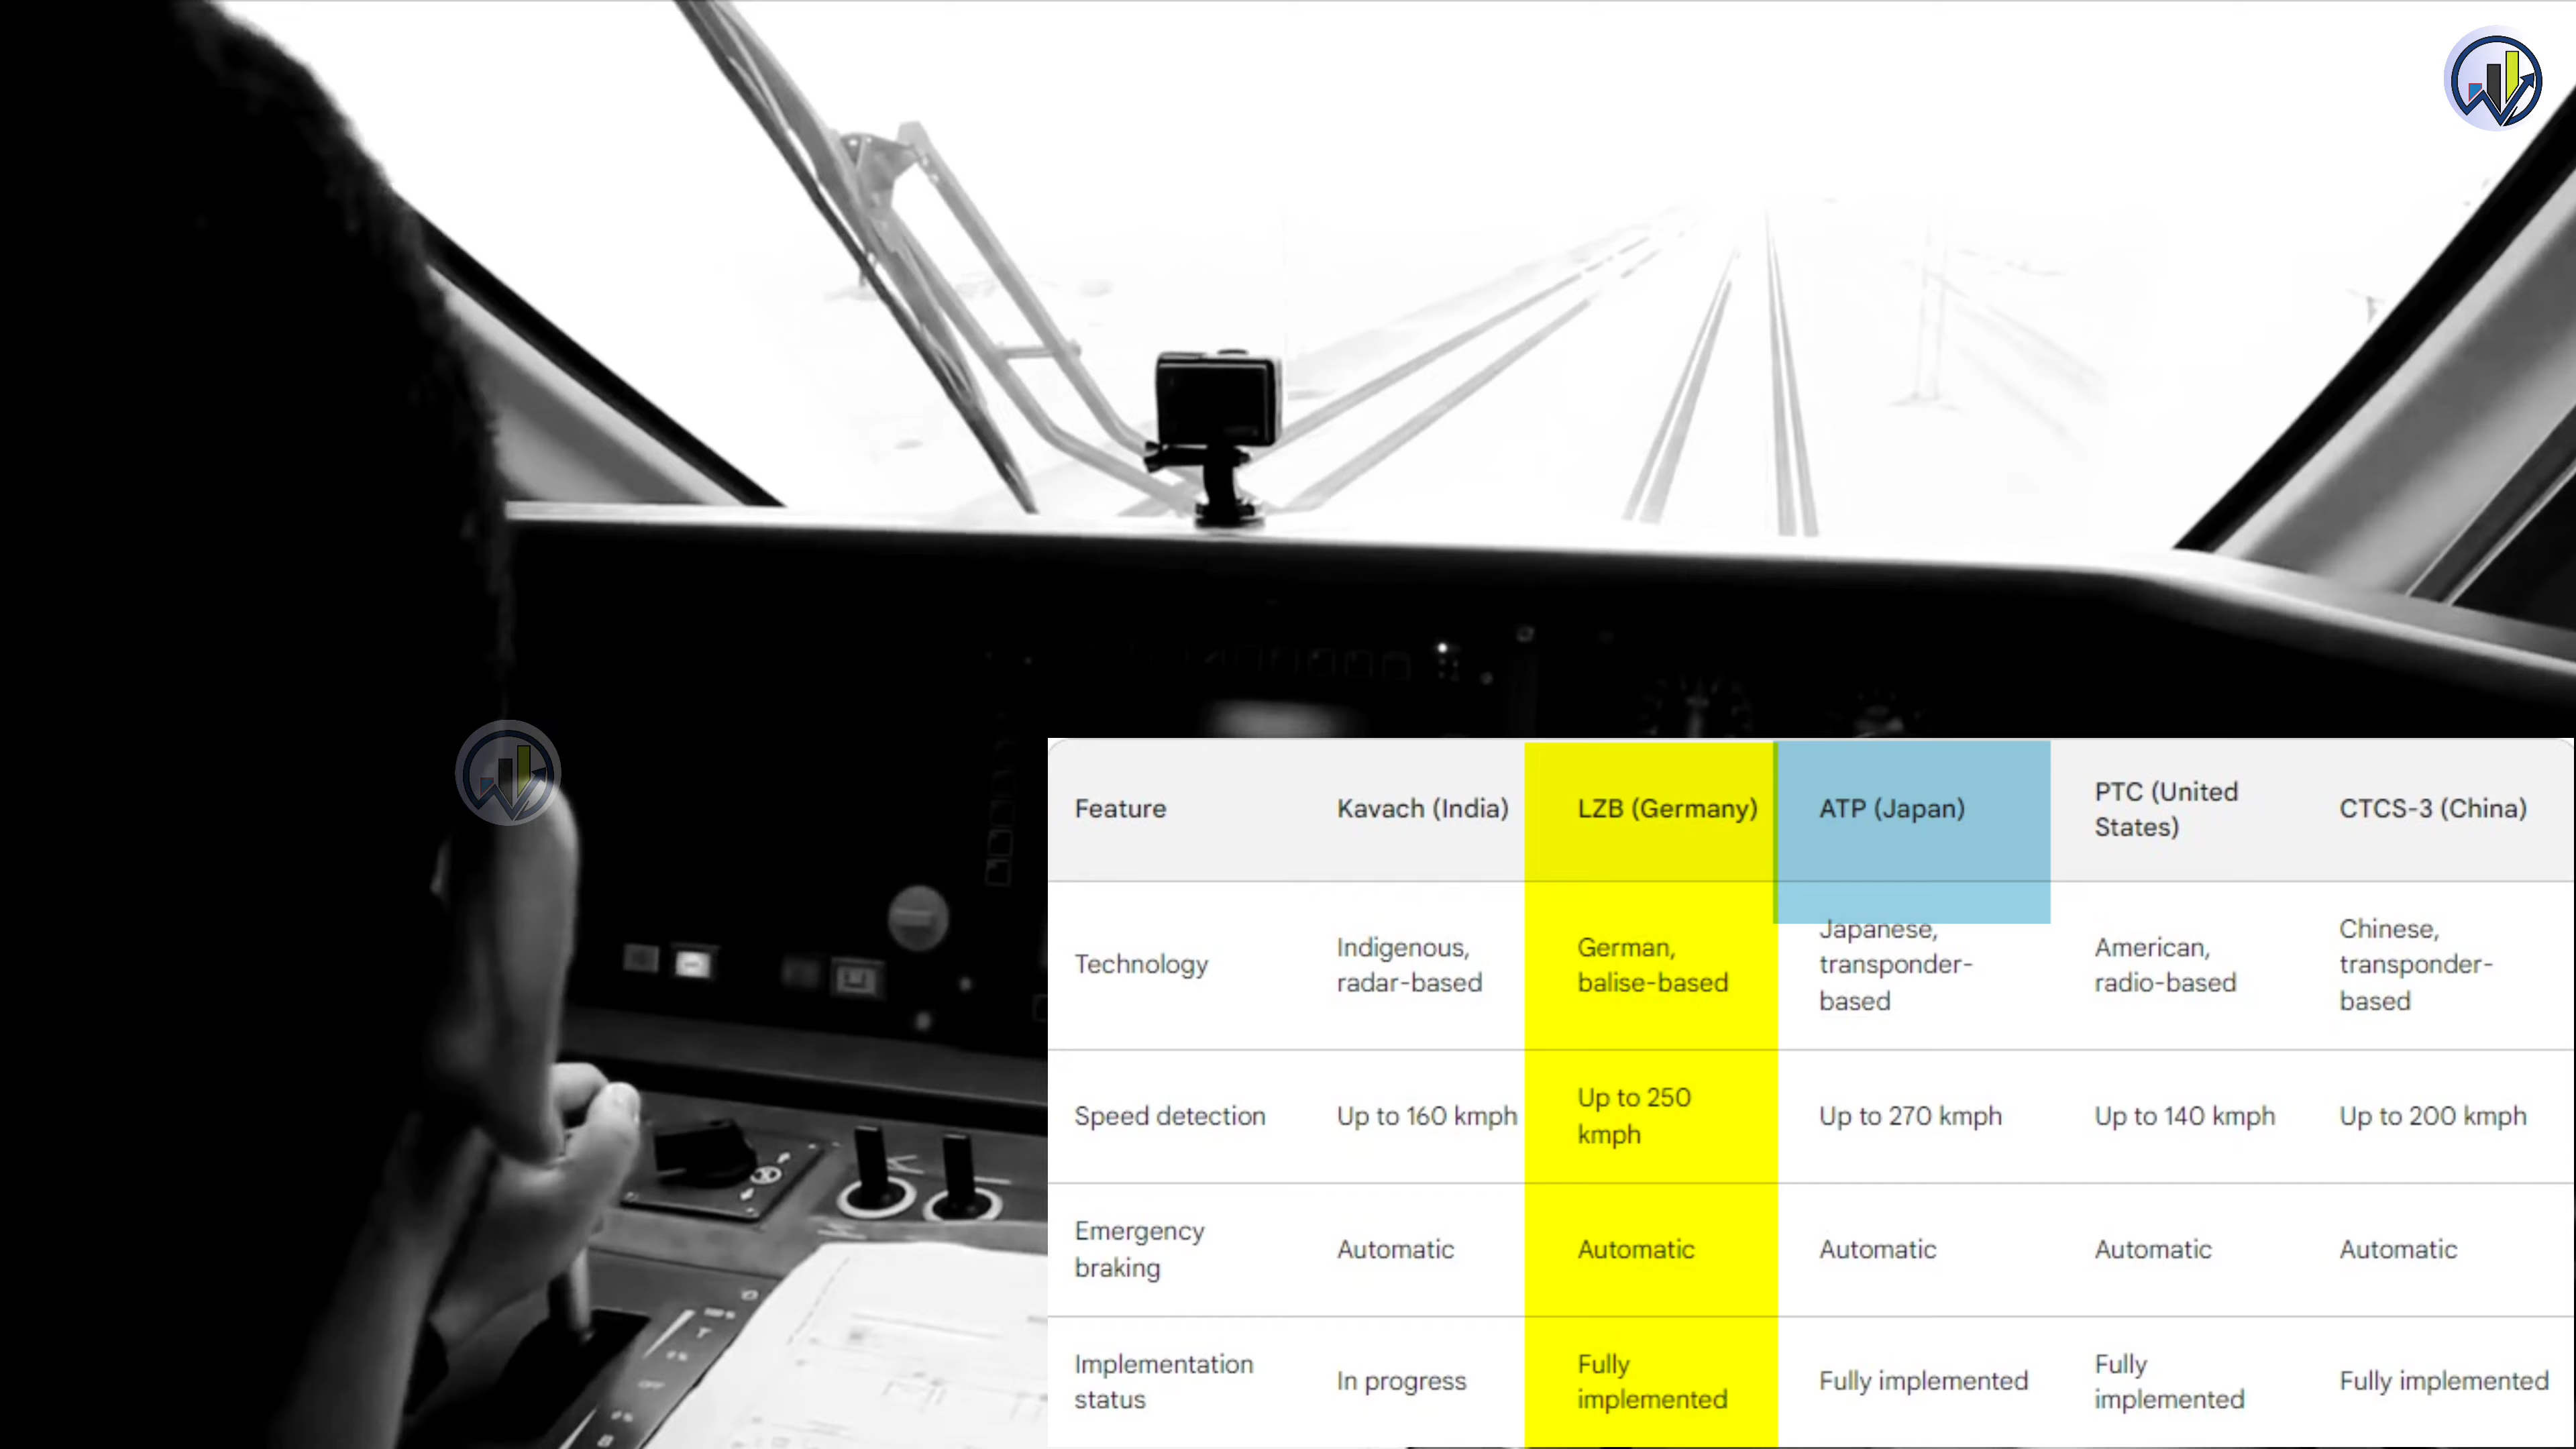 Feature Kavach (India) LZB (Germany) ATP (Japan) PTC (United
States) CTCS-3 (China)
Technology Indigenous,
radar-based German,
balise-based Japanese,
transponder-
based American,
radio-based Chinese,
transponder-
based
Speed detection Up to 160 kmph Up to 250
kmph Up to 270 kmph Up to 140 kmph Up to 200 kmph
Emergency
braking Automatic Automatic Automatic Automatic Automatic
Implementation
status In progress Fully
implemented Fully implemented Fully
implemented Fully implemented